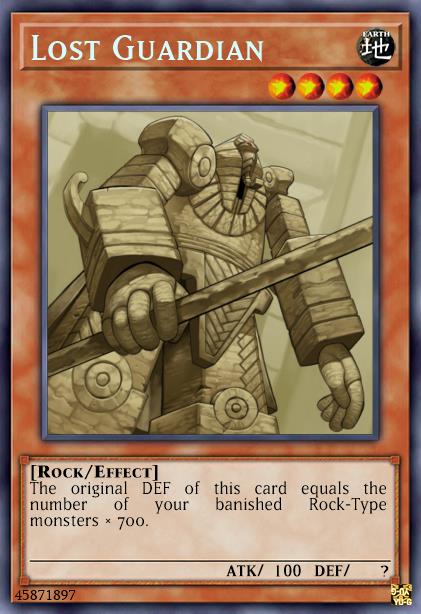 Lost Guardian
EARTH
地
[Rock/Effect]
The original DEF of this card equals the
number of your banished Rock-Type
monsters × 700.
ATK/ 100 DEF/ ?
45871897